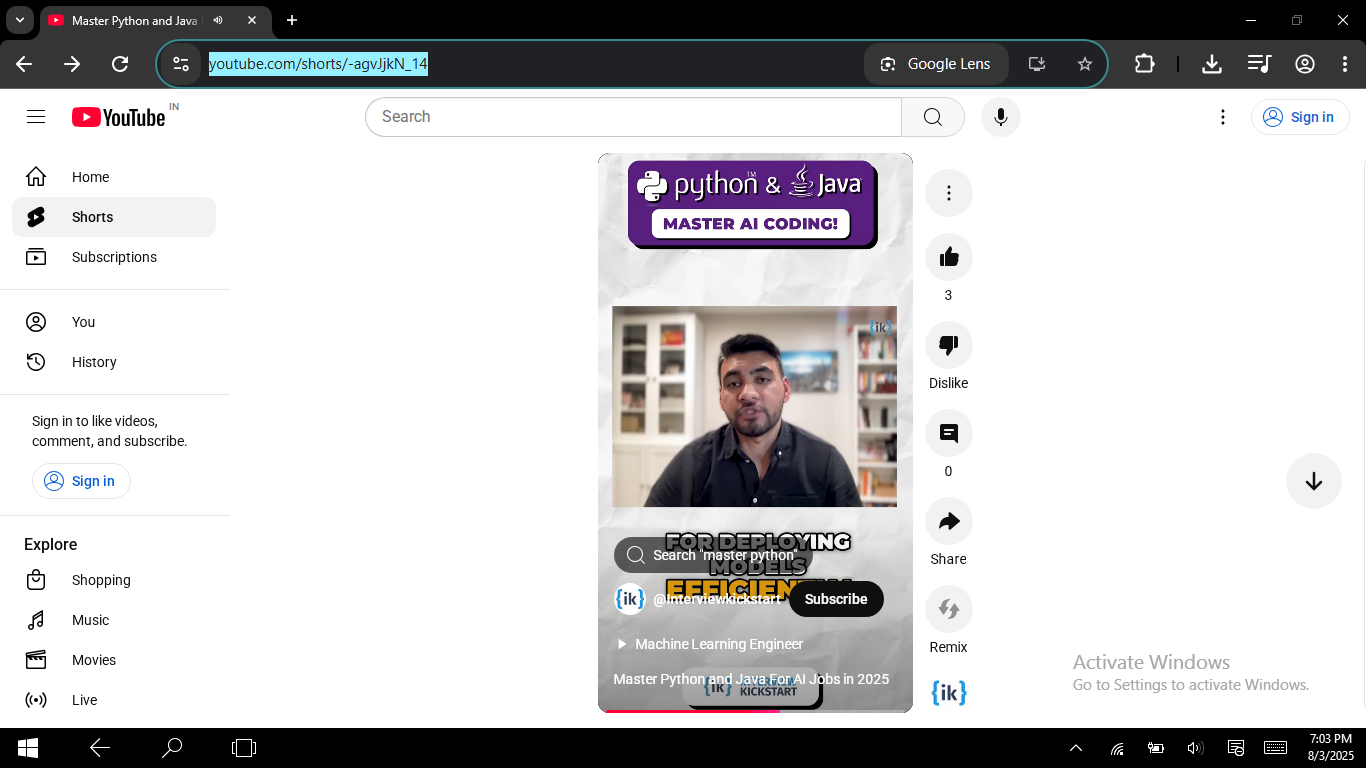 Master Python and Java
youtube.com/shorts/-agvJjkN_14
Google Lens
YouTube IN
Search
Sign in
Home
Shorts
Subscriptions
You
History
Sign in to like videos,
comment, and subscribe.
Sign in
Explore
Shopping
Music
Movies
Live
python™ & Java
MASTER AI CODING!
{ik}
FOR DEPLOYING
MODELS
Search "master python"
{ik} @Interviewkickstart Subscribe
Machine Learning Engineer
Master Python and Java For AI Jobs in 2025
{ik} INTERVIEW
KICKSTART
3
Dislike
0
Share
Remix
{ik}
Activate Windows
Go to Settings to activate Windows.
7:03 PM
8/3/2025